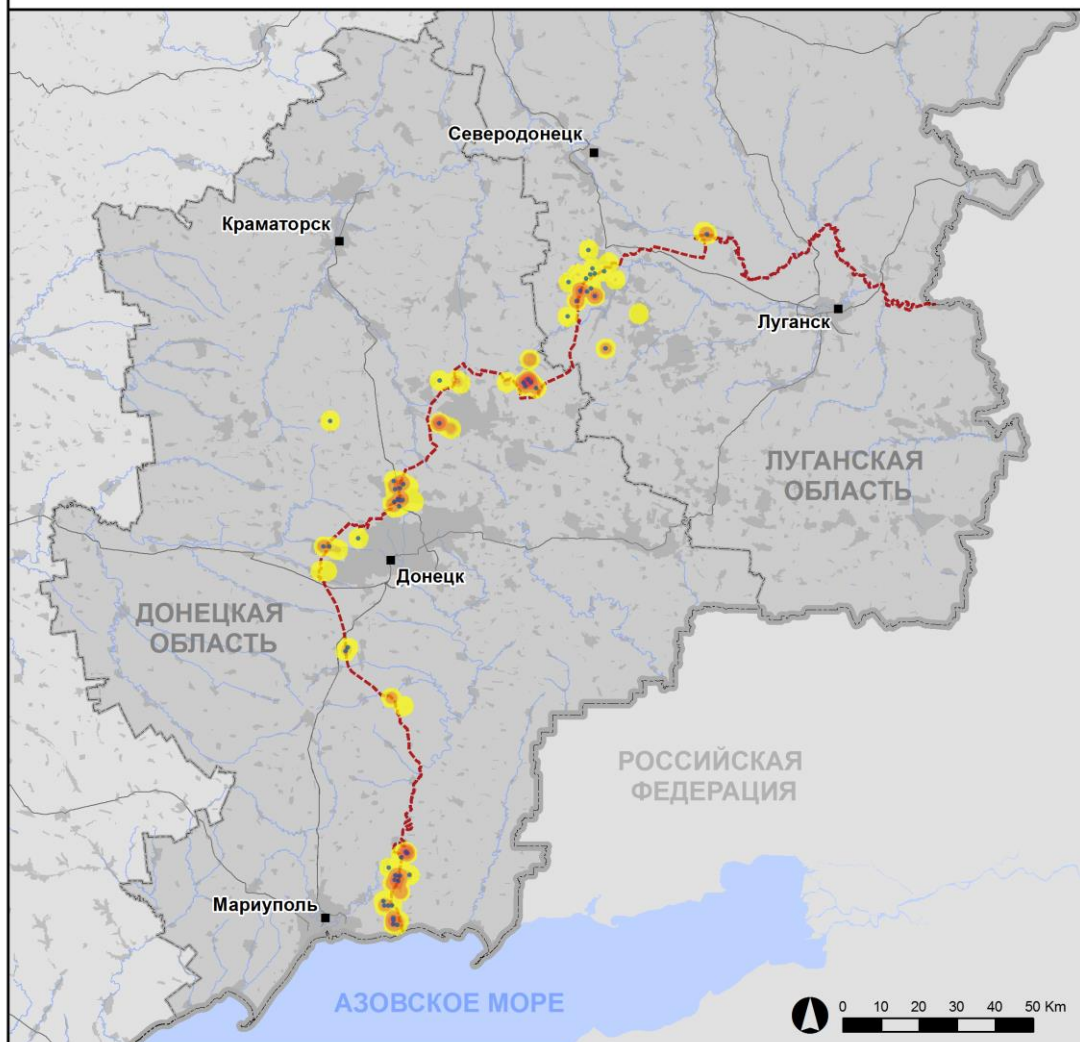 Северодонецк
Краматорск
Луганск
ЛУГАНСКАЯ
ОБЛАСТЬ
Донецк
ДОНЕЦКАЯ
ОБЛАСТЬ
РОССИЙСКАЯ
ФЕДЕРАЦИЯ
Мариуполь
АЗОВСКОЕ МОРЕ
0 10 20 30 40 50 Km